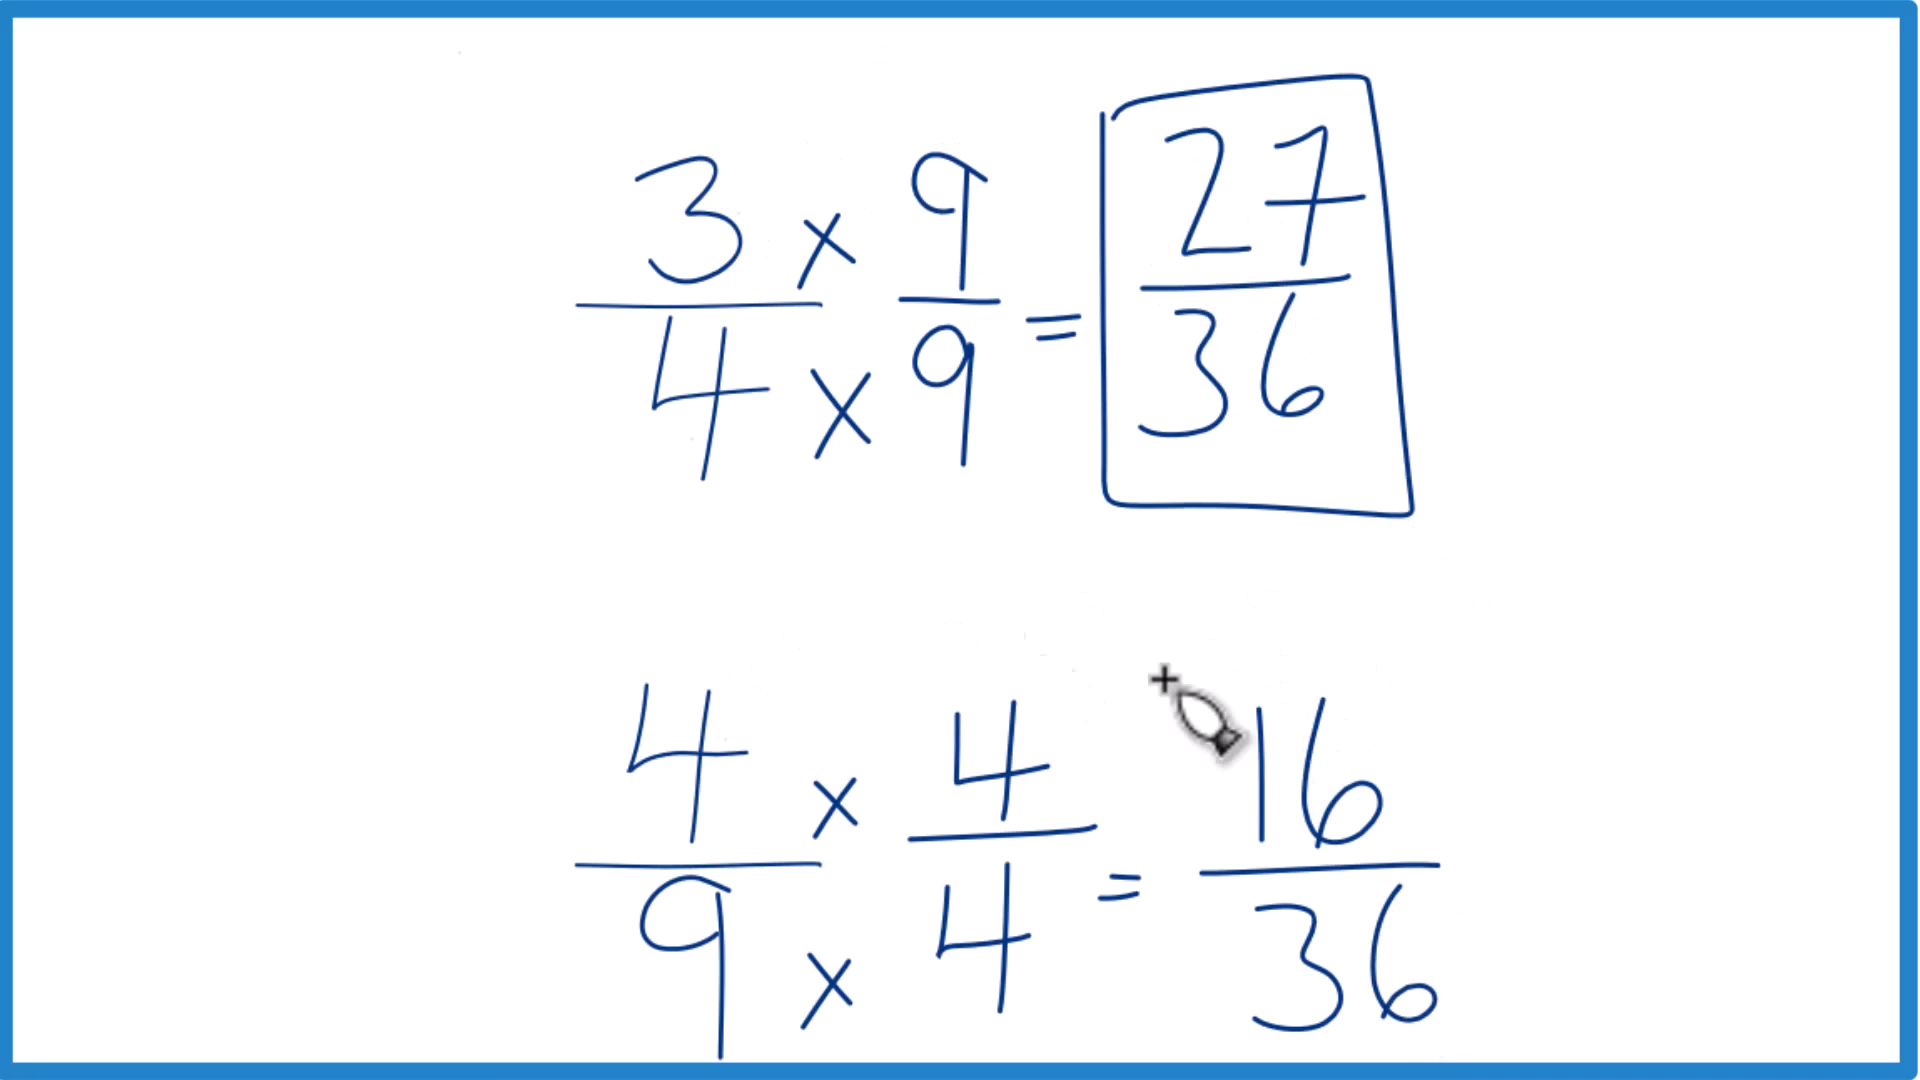 3 × 9 = 27
4 × 9 36
4 × 4 = 16
9 × 4 36